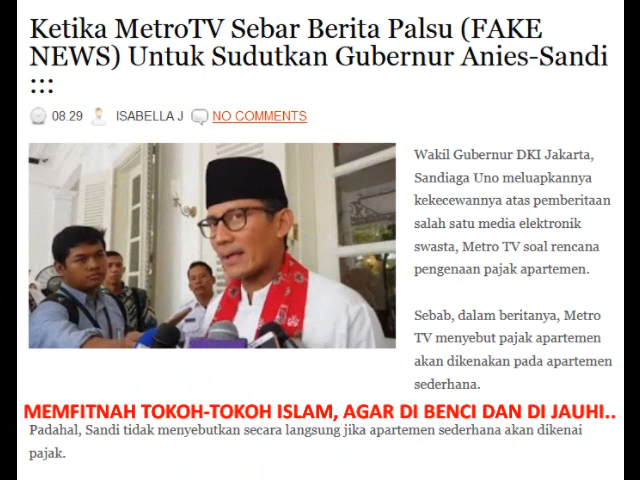 Ketika MetroTV Sebar Berita Palsu (FAKE
NEWS) Untuk Sudutkan Gubernur Anies-Sandi
:::
08.29 ISABELLA J NO COMMENTS
Wakil Gubernur DKI Jakarta,
Sandiaga Uno meluapkannya
kekecewannya atas pemberitaan
salah satu media elektronik
swasta, Metro TV soal rencana
pengenaan pajak apartemen.
Sebab, dalam beritanya, Metro
TV menyebut pajak apartemen
akan dikenakan pada apartemen
sederhana.
MEMFITNAH TOKOH-TOKOH ISLAM, AGAR DI BENCI DAN DI JAUHI..
Padahal, Sandi tidak menyebutkan secara langsung jika apartemen sederhana akan dikenai
pajak.